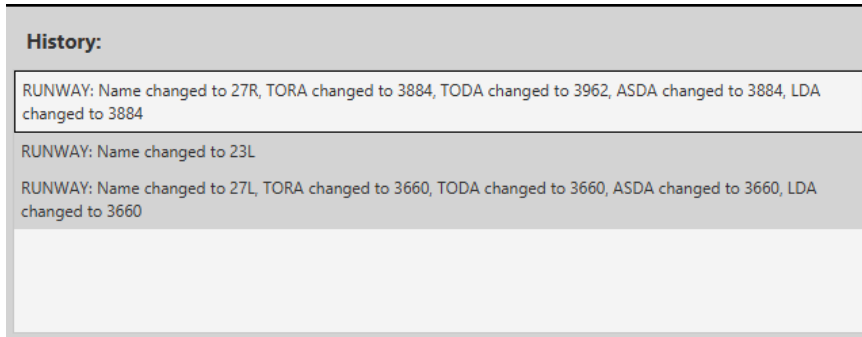 History:
RUNWAY: Name changed to 27R, TORA changed to 3884, TODA changed to 3962, ASDA changed to 3884, LDA
changed to 3884
RUNWAY: Name changed to 23L
RUNWAY: Name changed to 27L, TORA changed to 3660, TODA changed to 3660, ASDA changed to 3660, LDA
changed to 3660